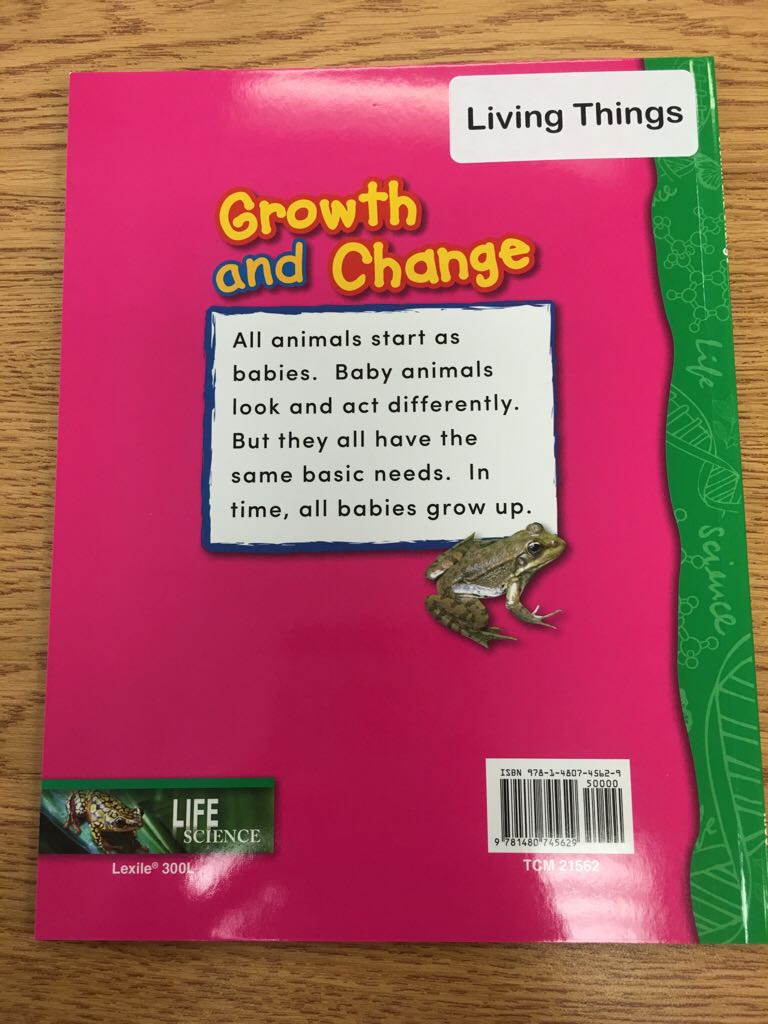 Living Things
Growth
and Change
All animals start as
babies. Baby animals
look and act differently.
But they all have the
same basic needs. In
time, all babies grow up.
Life
Science
LIFE
SCIENCE
Lexile® 300L
ISBN 978-1-4807-4562-9
50000
9 781480 745629
TCM 21562